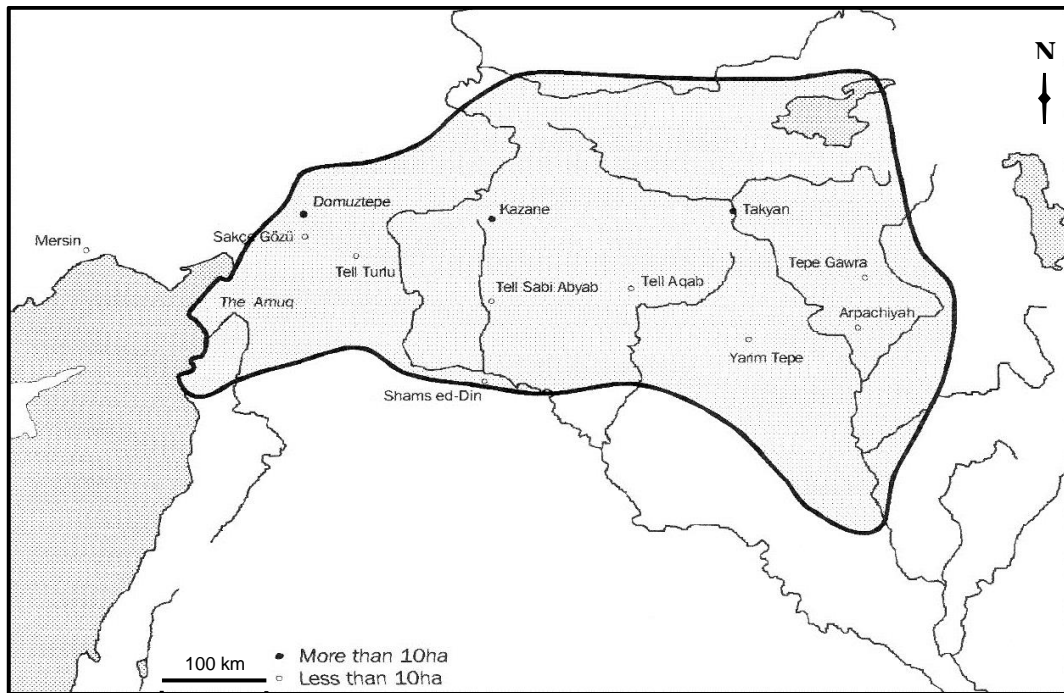 N
Domuztepe
Kazane
Takyan
Mersin
Sakçe Gözü
Tell Turlu
Tepe Gawra
Tell Sabi Abyab
Tell Aqab
The Amuq
Arpachiyah
Yarim Tepe
Shams ed-Din
100 km
More than 10ha
Less than 10ha